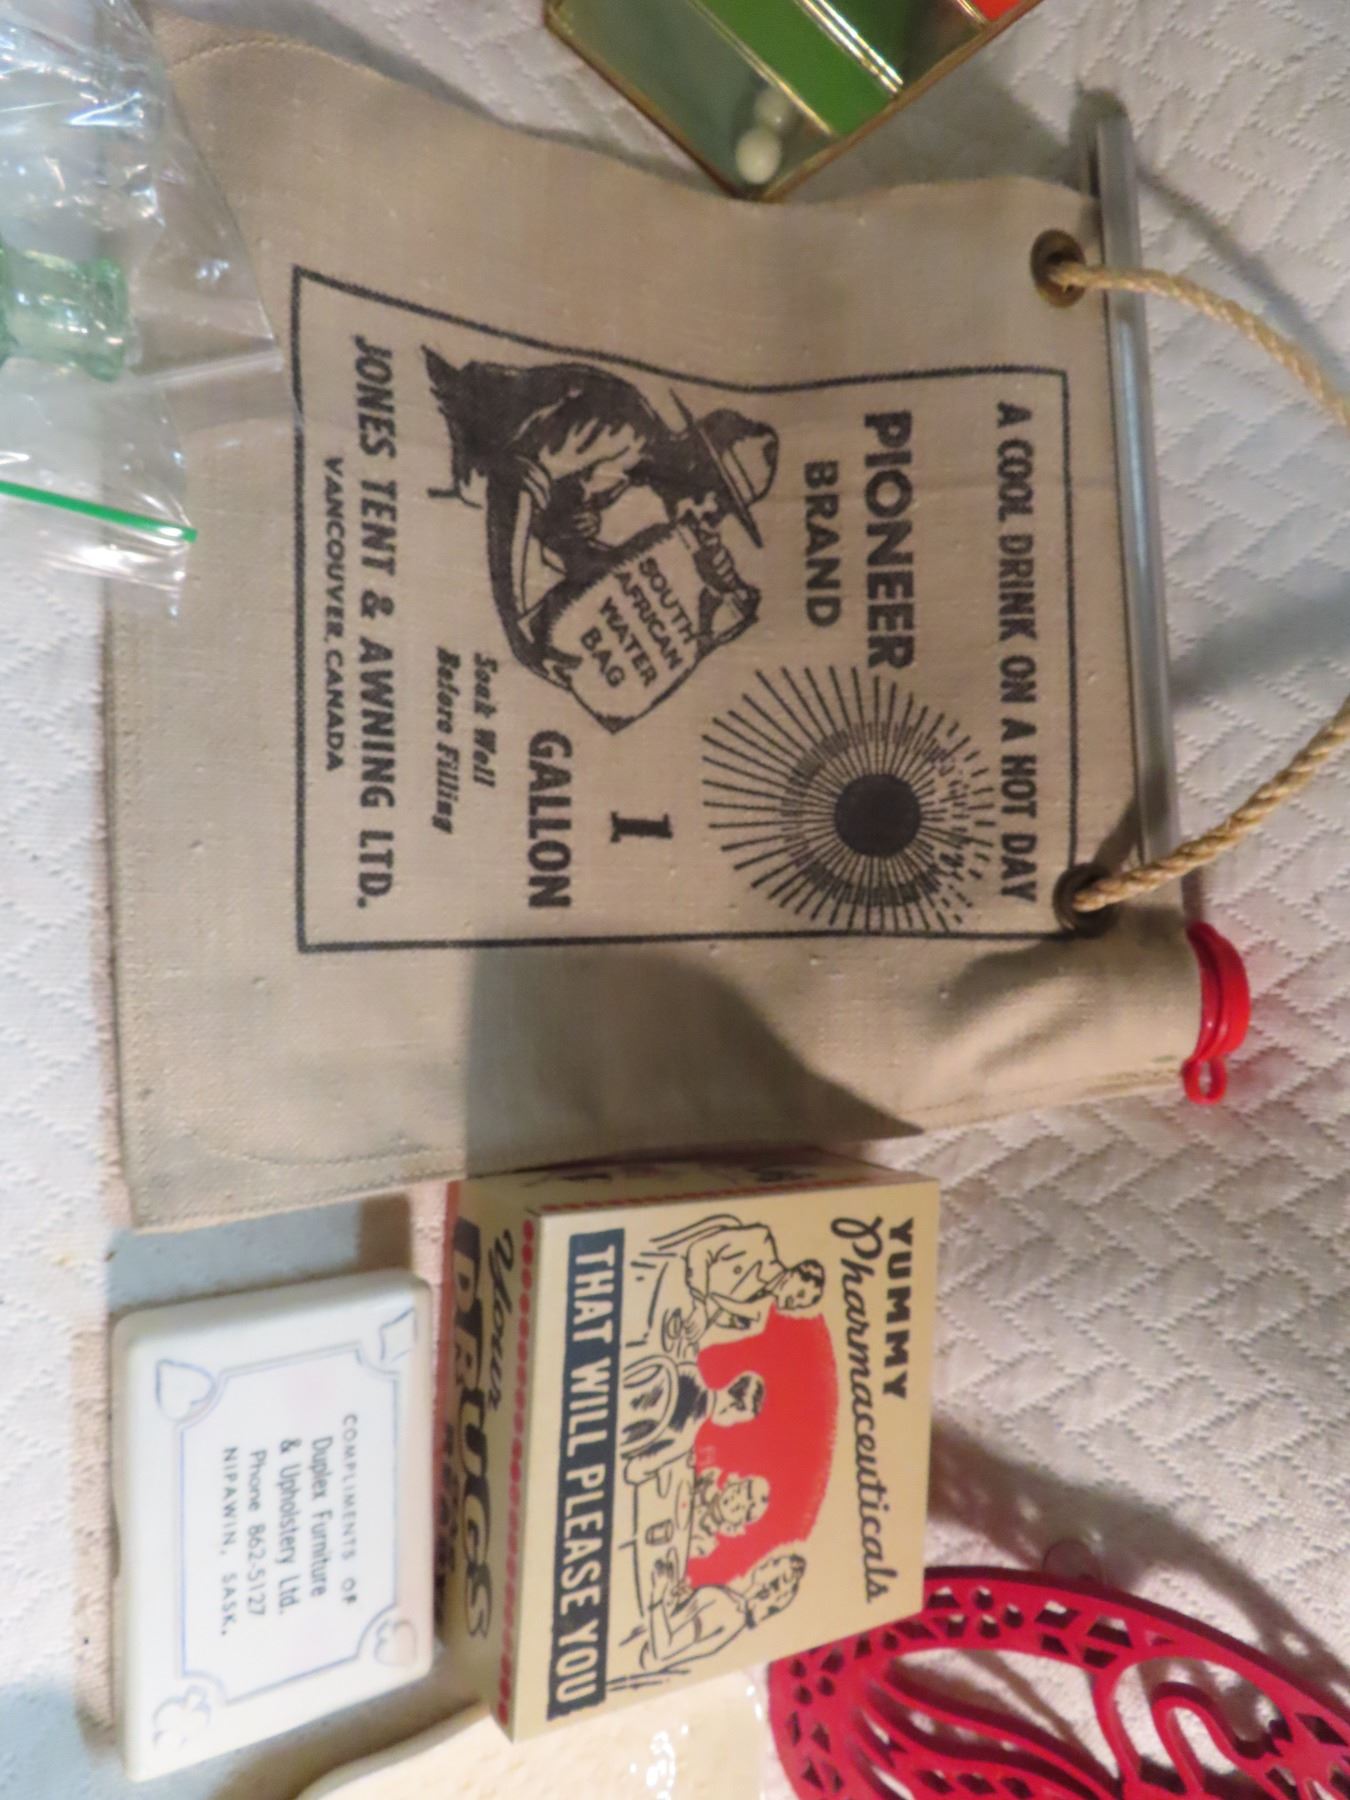 A COOL DRINK ON A HOT DAY
PIONEER
BRAND
SOUTH
AFRICAN
WATER
BAG
1
GALLON
Soak Well
Before Filling
JONES TENT & AWNING LTD.
VANCOUVER, CANADA
YUMMY
Pharmaceuticals
THAT WILL PLEASE YOU
Your
DRUGS
COMPLIMENTS OF
Duplex Furniture
& Upholstery Ltd.
Phone 862-5127
NIPAWIN, SASK.